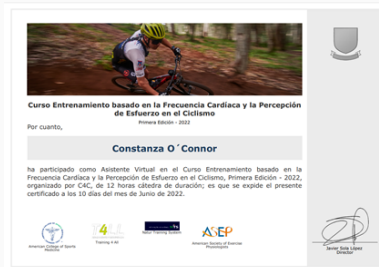 Curso Entrenamiento basado en la Frecuencia Cardíaca y la Percepción
de Esfuerzo en el Ciclismo
Primera Edición - 2022
Por cuanto,
Constanza O´Connor
ha participado como Asistente Virtual en el Curso Entrenamiento basado en la
Frecuencia Cardíaca y la Percepción de Esfuerzo en el Ciclismo, Primera Edición - 2022,
organizado por C4C, de 12 horas cátedra de duración; es que se expide el presente
certificado a los 10 días del mes de Junio de 2022.
ASEP
American College of Sports
Medicine
Training 4 All
American Society of Exercise
Physiologists
Javier Sola López
Director